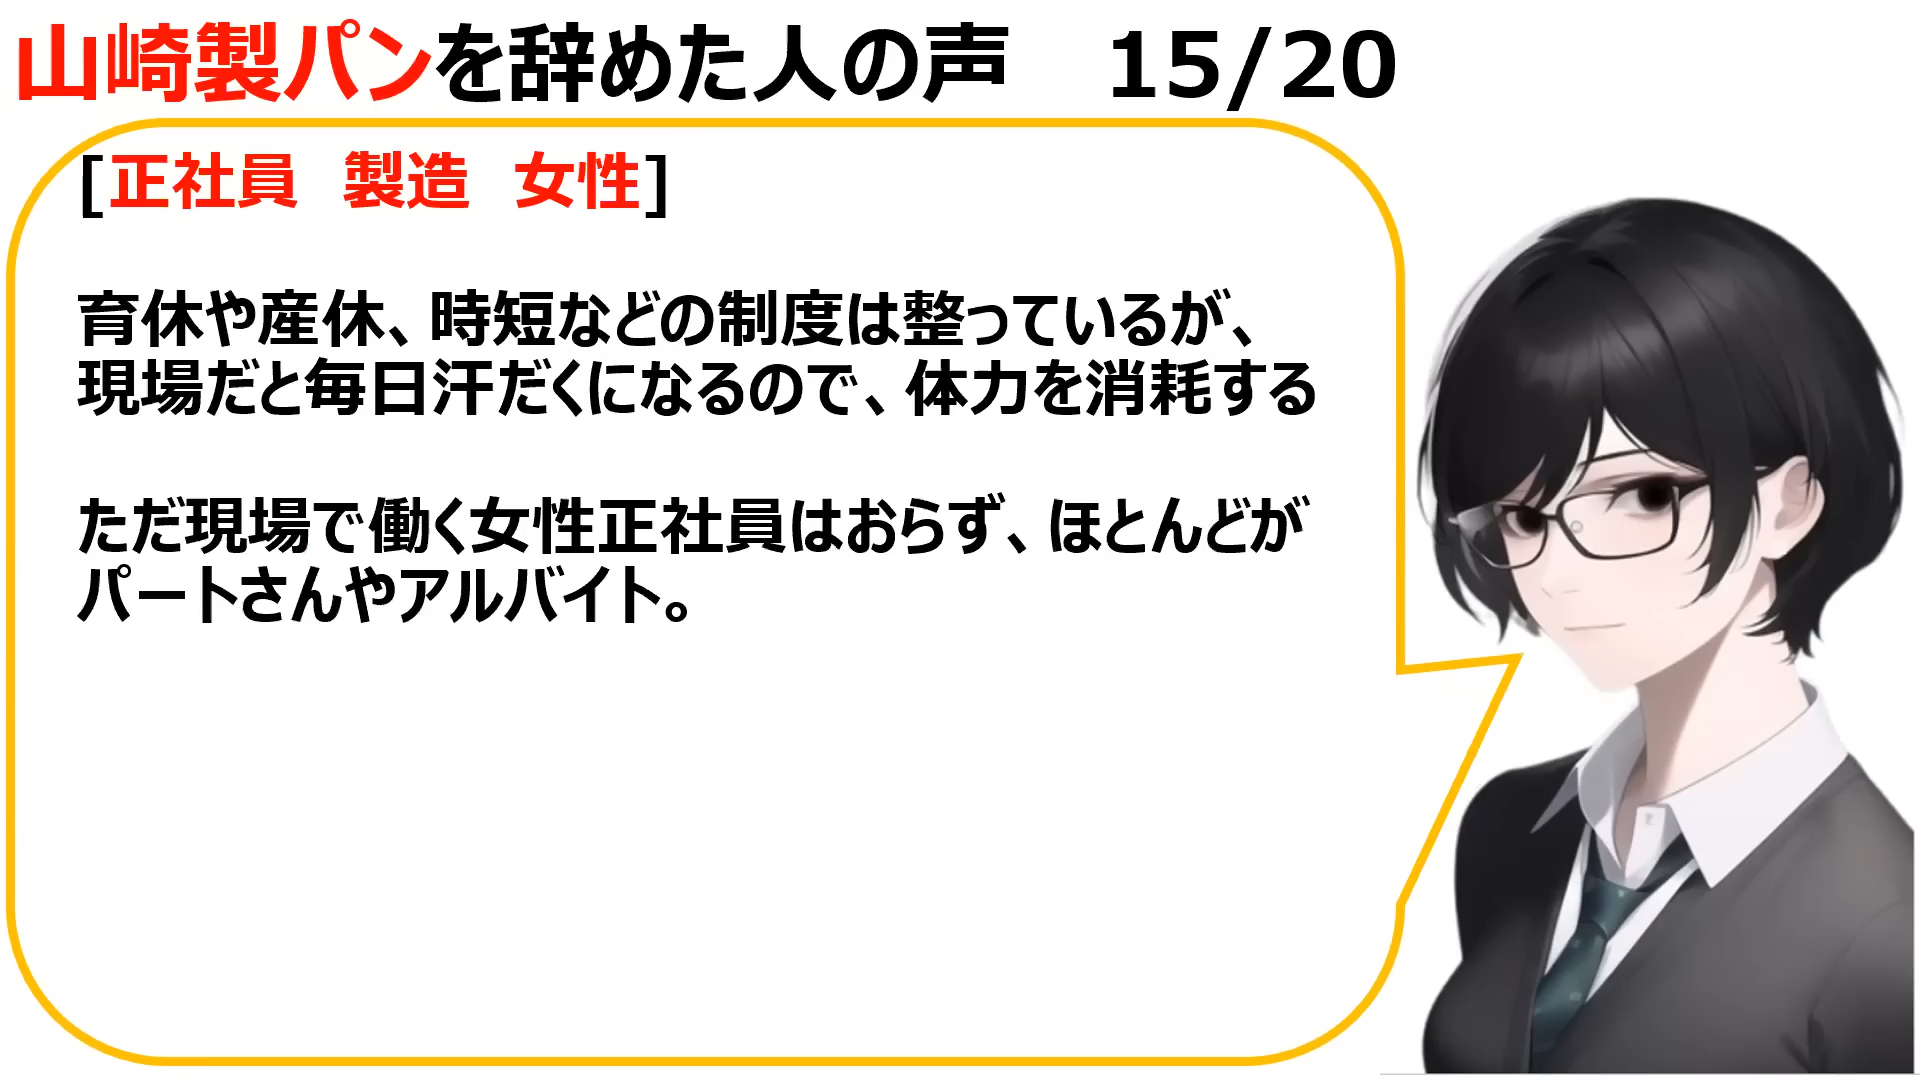 山崎製パンを辞めた人の声　15/20
[正社員　製造　女性]
育休や産休、時短などの制度は整っているが、
現場だと毎日汗だくになるので、体力を消耗する
ただ現場で働く女性正社員はおらず、ほとんどが
パートさんやアルバイト。